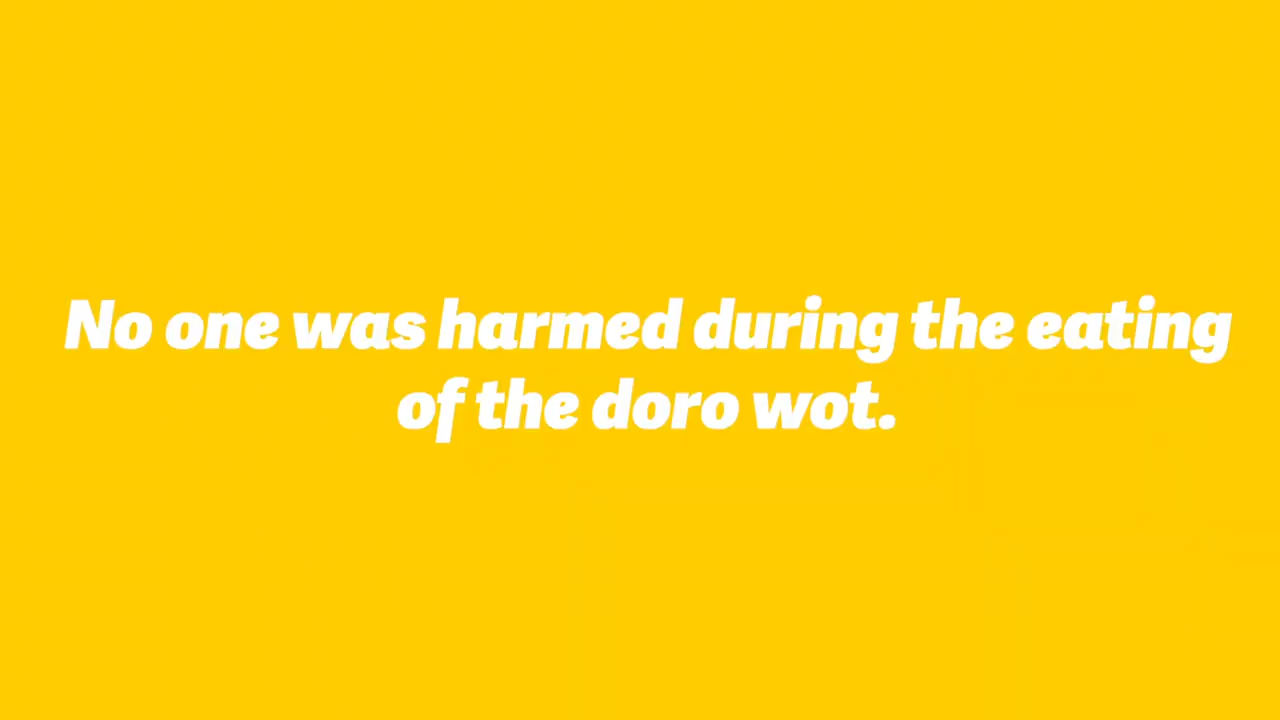 No one was harmed during the eating
of the doro wot.